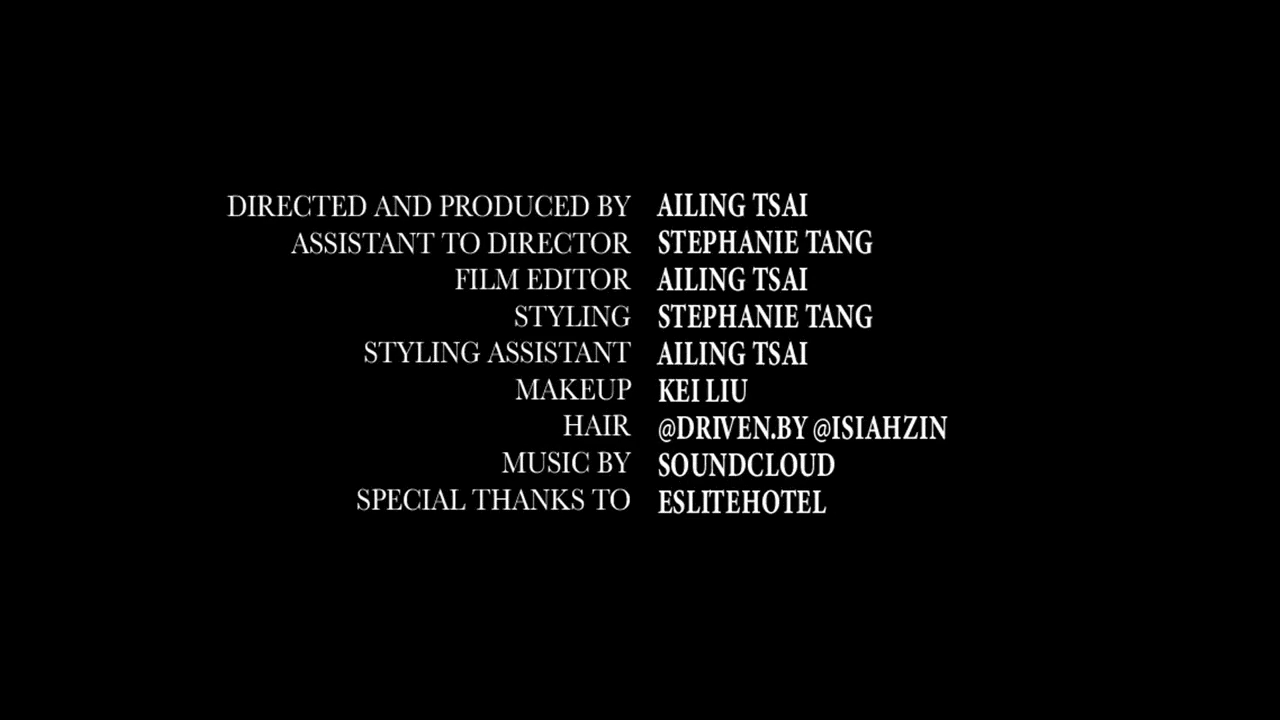 DIRECTED AND PRODUCED BY AILING TSAI
ASSISTANT TO DIRECTOR STEPHANIE TANG
FILM EDITOR AILING TSAI
STYLING STEPHANIE TANG
STYLING ASSISTANT AILING TSAI
MAKEUP KEI LIU
HAIR @DRIVEN.BY @ISIAHZIN
MUSIC BY SOUNDCLOUD
SPECIAL THANKS TO ESLITEHOTEL